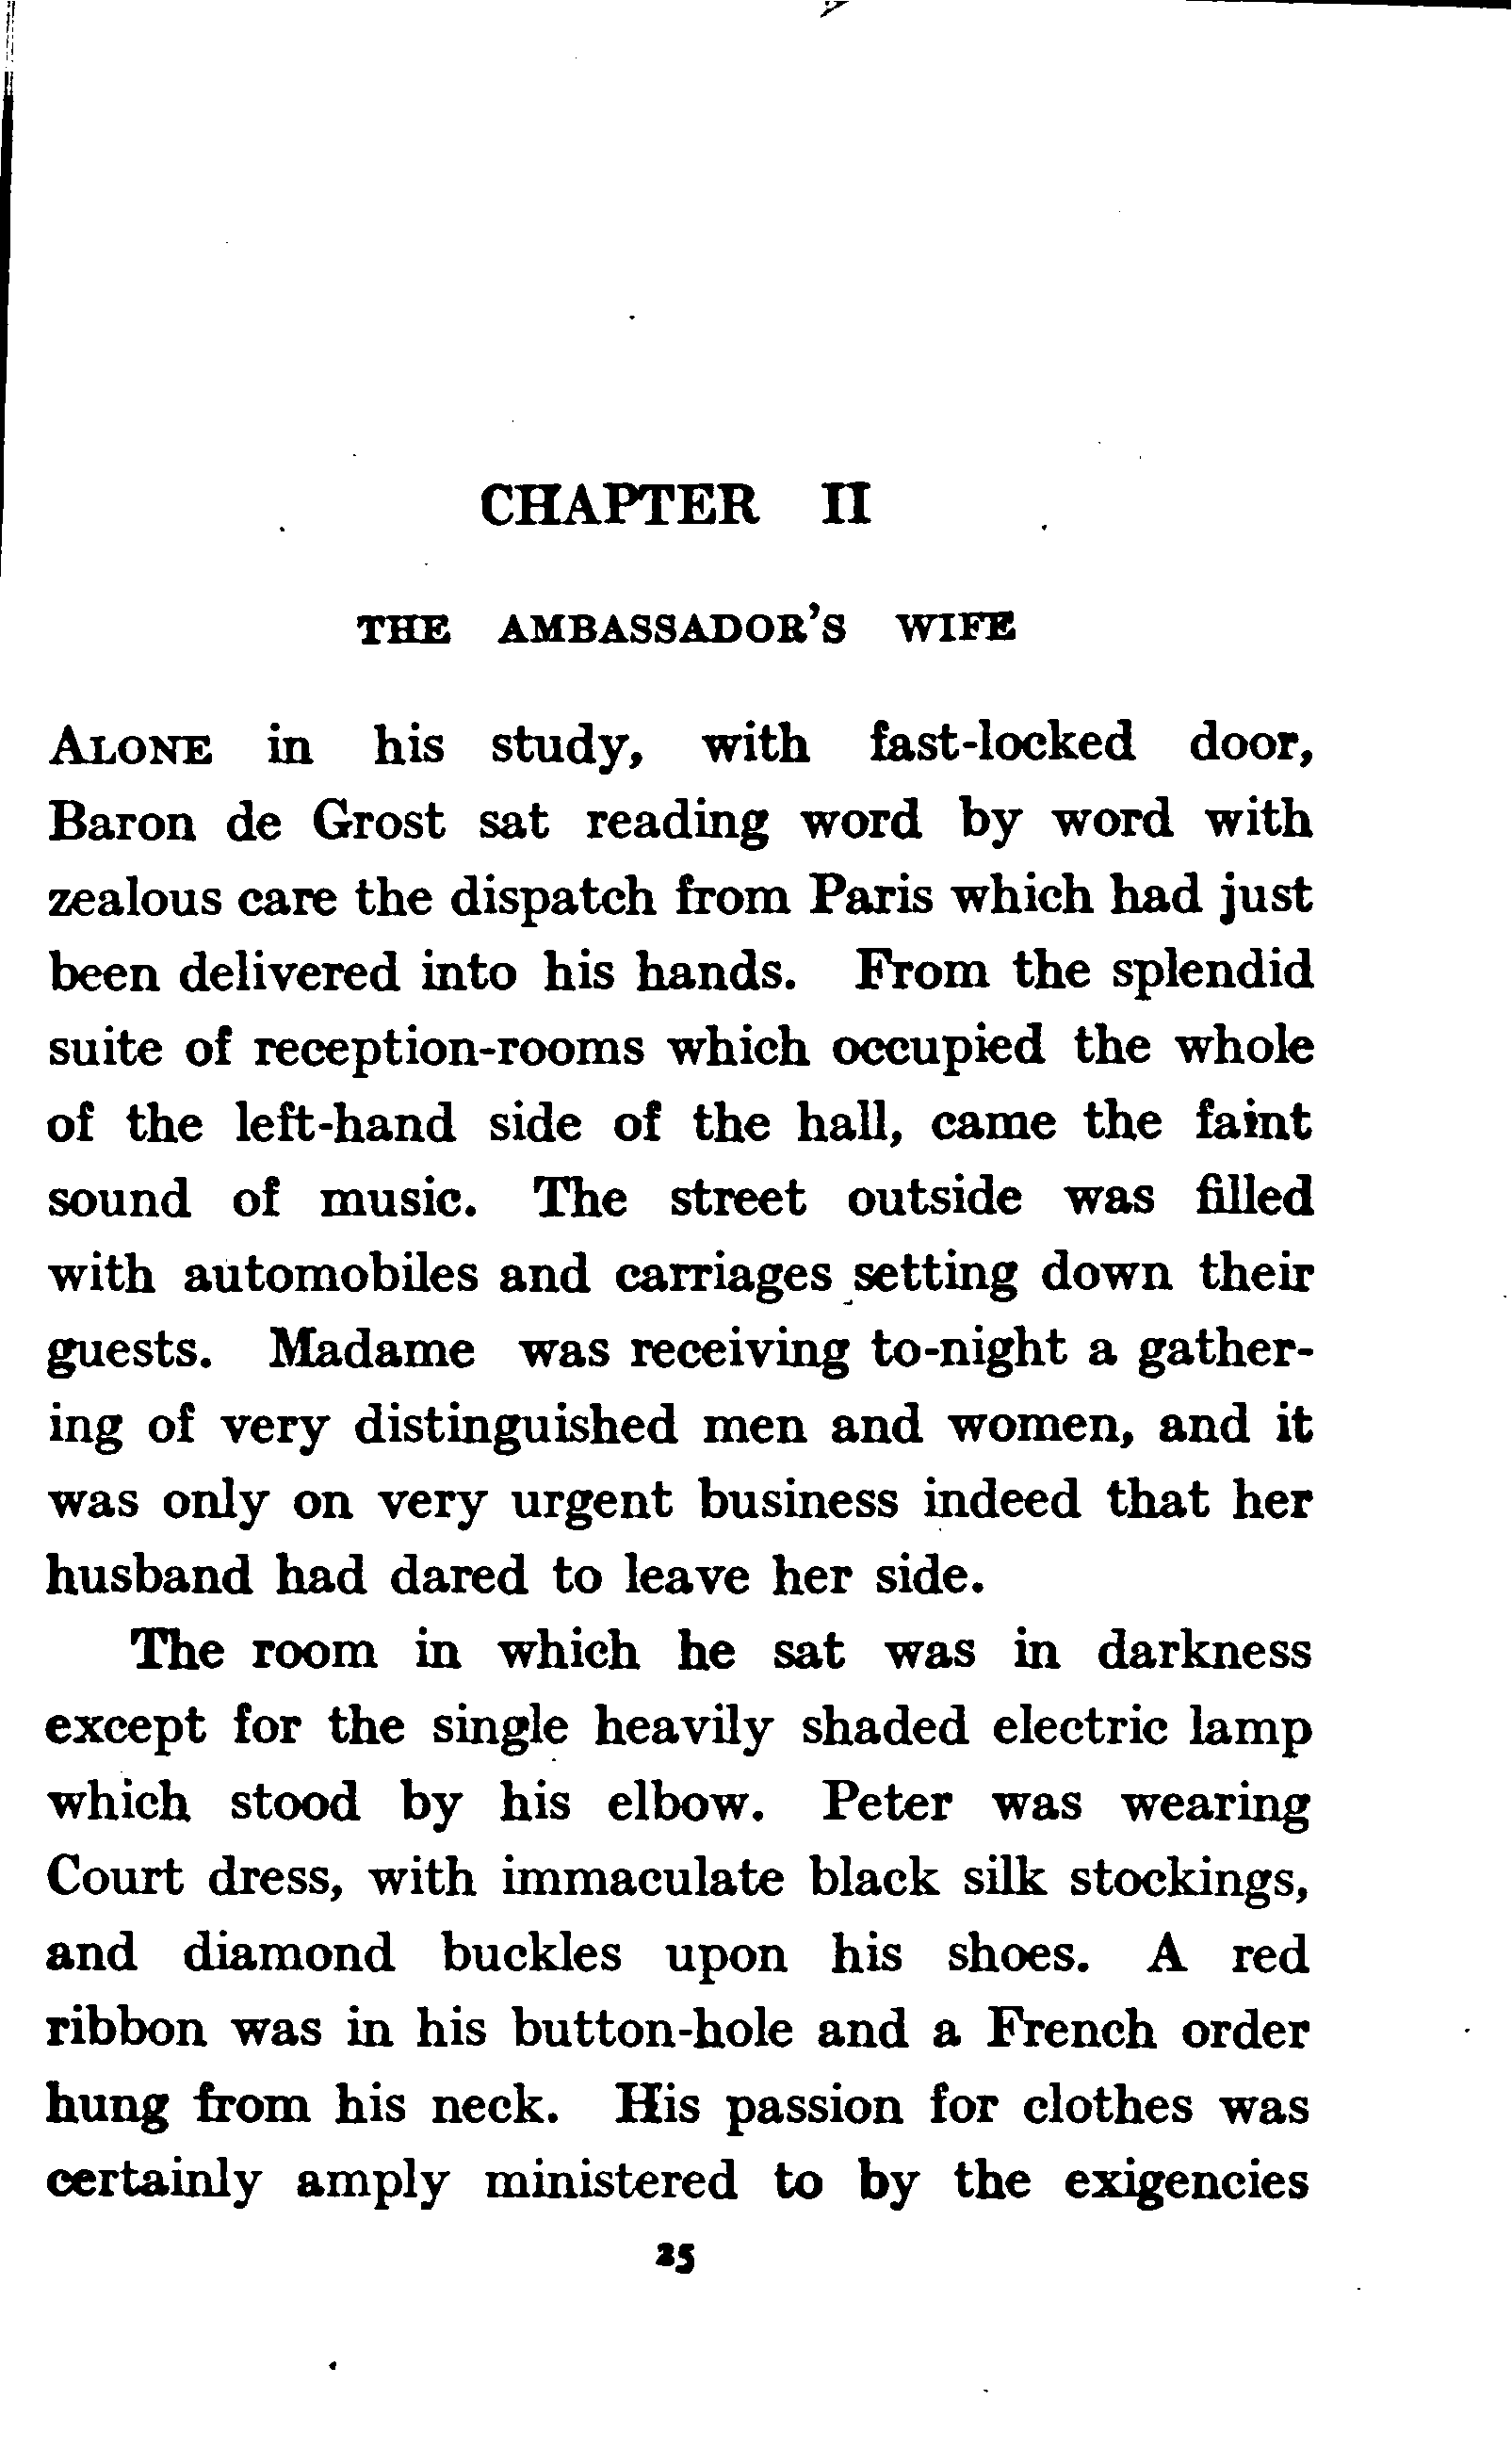 CHAPTER II
THE AMBASSADOR'S WIFE
ALONE in his study, with fast-locked door,
Baron de Grost sat reading word by word with
zealous care the dispatch from Paris which had just
been delivered into his hands. From the splendid
suite of reception-rooms which occupied the whole
of the left-hand side of the hall, came the faint
sound of music. The street outside was filled
with automobiles and carriages setting down their
guests. Madame was receiving to-night a gather-
ing of very distinguished men and women, and it
was only on very urgent business indeed that her
husband had dared to leave her side.
The room in which he sat was in darkness
except for the single heavily shaded electric lamp
which stood by his elbow. Peter was wearing
Court dress, with immaculate black silk stockings,
and diamond buckles upon his shoes. A red
ribbon was in his button-hole and a French order
hung from his neck. His passion for clothes was
certainly amply ministered to by the exigencies
25